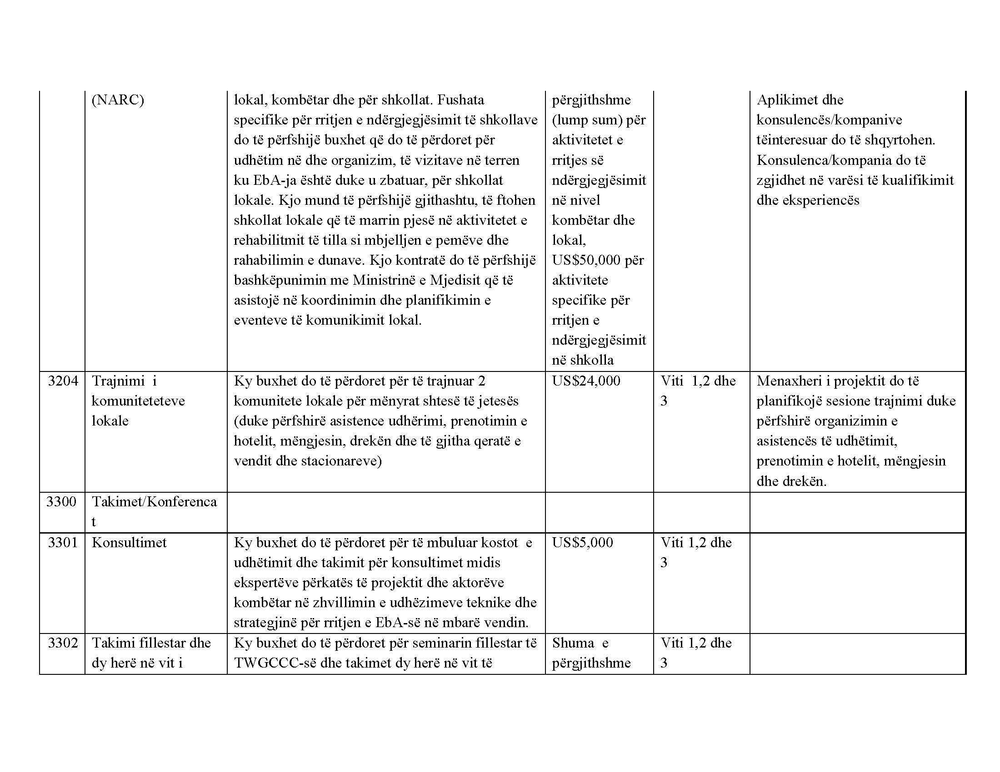 (NARC)
lokal, kombëtar dhe për shkollat. Fushata
specifike për rritjen e ndërgjegjësimit të shkollave
do të përfshijë buxhet që do të përdoret për
udhëtim në dhe organizim, të vizitave në terren
ku EbA-ja është duke u zbatuar, për shkollat
lokale. Kjo mund të përfshijë gjithashtu, të ftohen
shkollat lokale që të marrin pjesë në aktivitetet e
rehabilitmit të tilla si mbjelljen e pemëve dhe
rahabilimin e dunave. Kjo kontratë do të përfshijë
bashkëpunimin me Ministrinë e Mjedisit që të
asistojë në koordinimin dhe planifikimin e
eventeve të komunikimit lokal.
përgjithshme
(lump sum) për
aktivitetet e
rritjes së
ndërgjegjësimit
në nivel
kombëtar dhe
lokal,
US$50,000 për
aktivitete
specifike për
rritjen e
ndërgjegjësimit
në shkolla
Aplikimet dhe
konsulencës/kompanive
tëinteresuar do të shqyrtohen.
Konsulenca/kompania do të
zgjidhet në varësi të kualifikimit
dhe eksperiencës
3204
Trajnimi i
komuniteteteve
lokale
Ky buxhet do të përdoret për të trajnuar 2
komunitete lokale për mënyrat shtesë të jetesës
(duke përfshirë asistence udhërimi, prenotimin e
hotelit, mëngjesin, drekën dhe të gjitha qeratë e
vendit dhe stacionareve)
US$24,000
Viti 1,2 dhe
3
Menaxheri i projektit do të
planifikojë sesione trajnimi duke
përfshirë organizimin e
asistencës të udhëtimit,
prenotimin e hotelit, mëngjesin
dhe drekën.
3300
Takimet/Konferenca
t
3301
Konsultimet
Ky buxhet do të përdoret për të mbuluar kostot e
udhëtimit dhe takimit për konsultimet midis
ekspertëve përkatës të projektit dhe aktorëve
kombëtar në zhvillimin e udhëzimeve teknike dhe
strategjinë për rritjen e EbA-së në mbarë vendin.
US$5,000
Viti 1,2 dhe
3
3302
Takimi fillestar dhe
dy herë në vit i
Ky buxhet do të përdoret për seminarin fillestar të
TWGCCC-së dhe takimet dy herë në vit të
Shuma e
përgjithshme
Viti 1,2 dhe
3